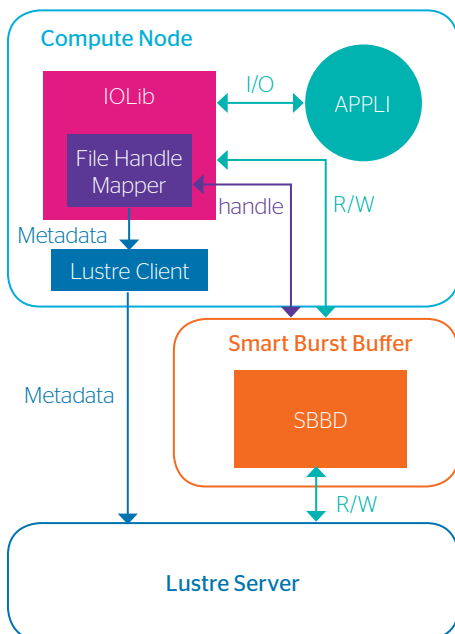 Compute Node
IOLib
I/O
APPLI
File Handle
Mapper
handle
R/W
Metadata
Lustre Client
Smart Burst Buffer
Metadata
SBBD
R/W
Lustre Server